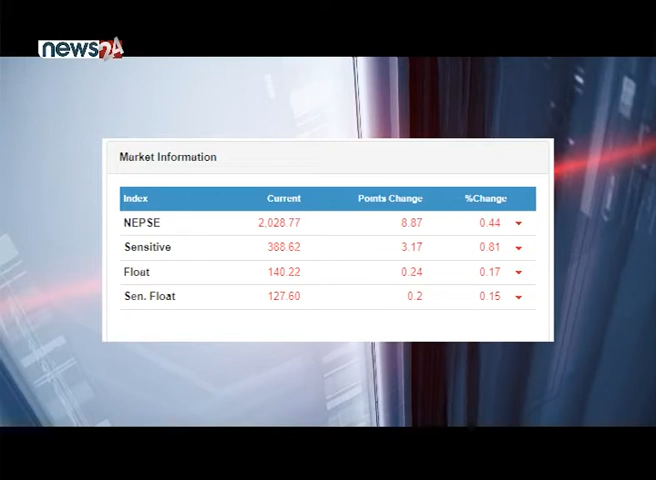 news24
Market Information
Index Current Points Change %Change
NEPSE 2,028.77 8.87 0.44
Sensitive 388.62 3.17 0.81
Float 140.22 0.24 0.17
Sen. Float 127.60 0.2 0.15